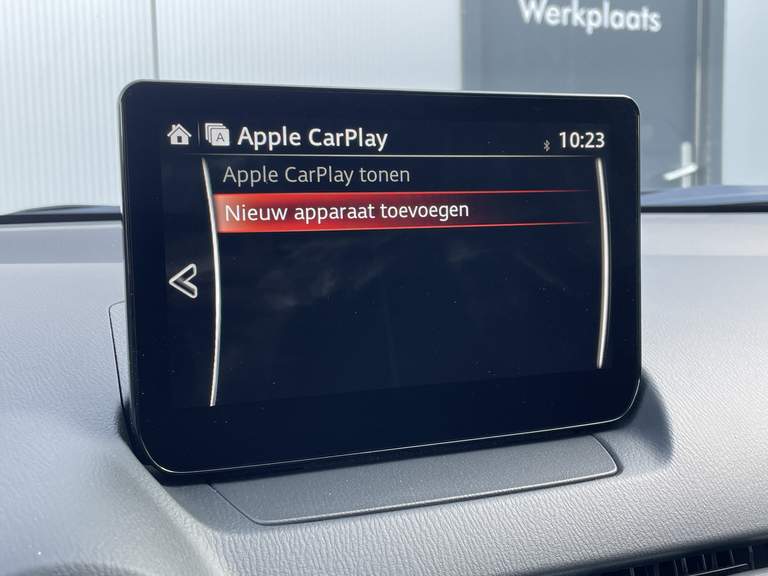 Werkplaats
A Apple CarPlay 10:23
Apple CarPlay tonen
Nieuw apparaat toevoegen